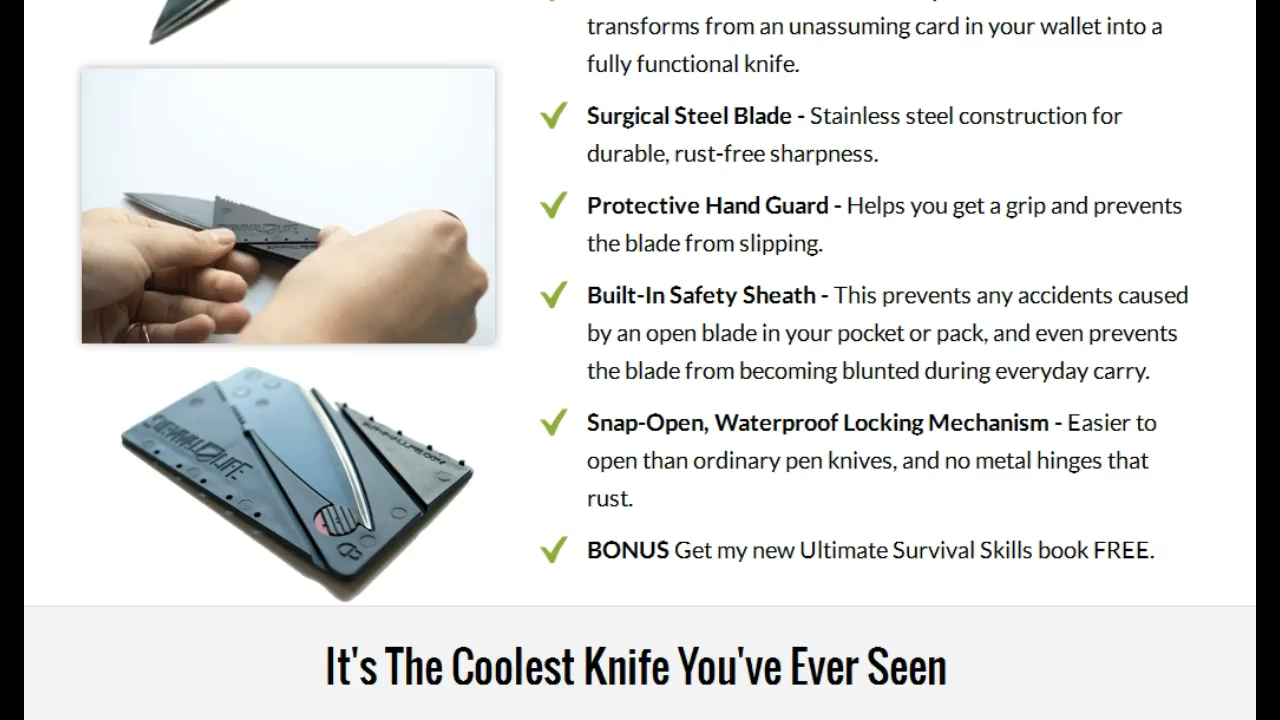 transforms from an unassuming card in your wallet into a
fully functional knife.
Surgical Steel Blade - Stainless steel construction for
durable, rust-free sharpness.
Protective Hand Guard - Helps you get a grip and prevents
the blade from slipping.
Built-In Safety Sheath - This prevents any accidents caused
by an open blade in your pocket or pack, and even prevents
the blade from becoming blunted during everyday carry.
Snap-Open, Waterproof Locking Mechanism - Easier to
open than ordinary pen knives, and no metal hinges that
rust.
BONUS Get my new Ultimate Survival Skills book FREE.
It's The Coolest Knife You've Ever Seen